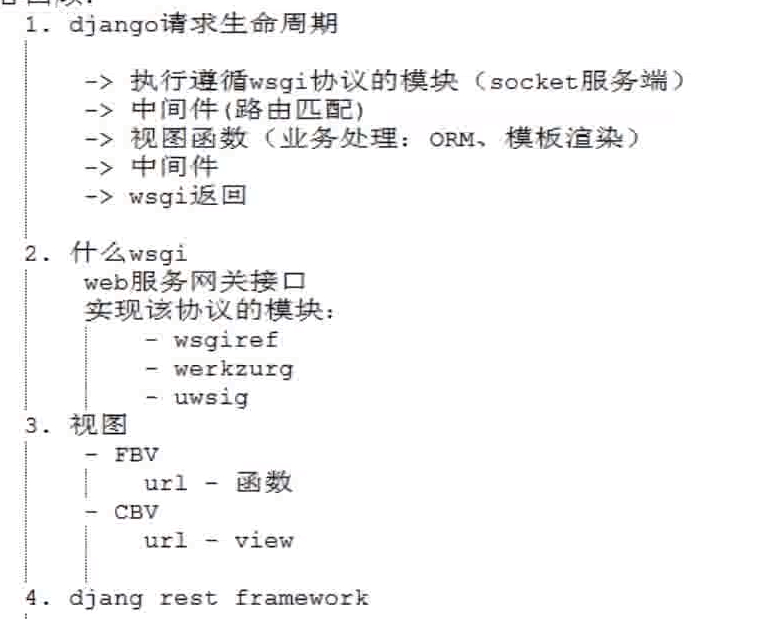 1. django请求生命周期
-> 执行遵循wsgi协议的模块（socket服务端）
-> 中间件(路由匹配)
-> 视图函数（业务处理：ORM、模板渲染）
-> 中间件
-> wsgi返回
2. 什么wsgi
web服务网关接口
实现该协议的模块：
- wsgiref
- werkzurg
- uwsig
3. 视图
- FBV
url - 函数
- CBV
url - view
4. djang rest framework